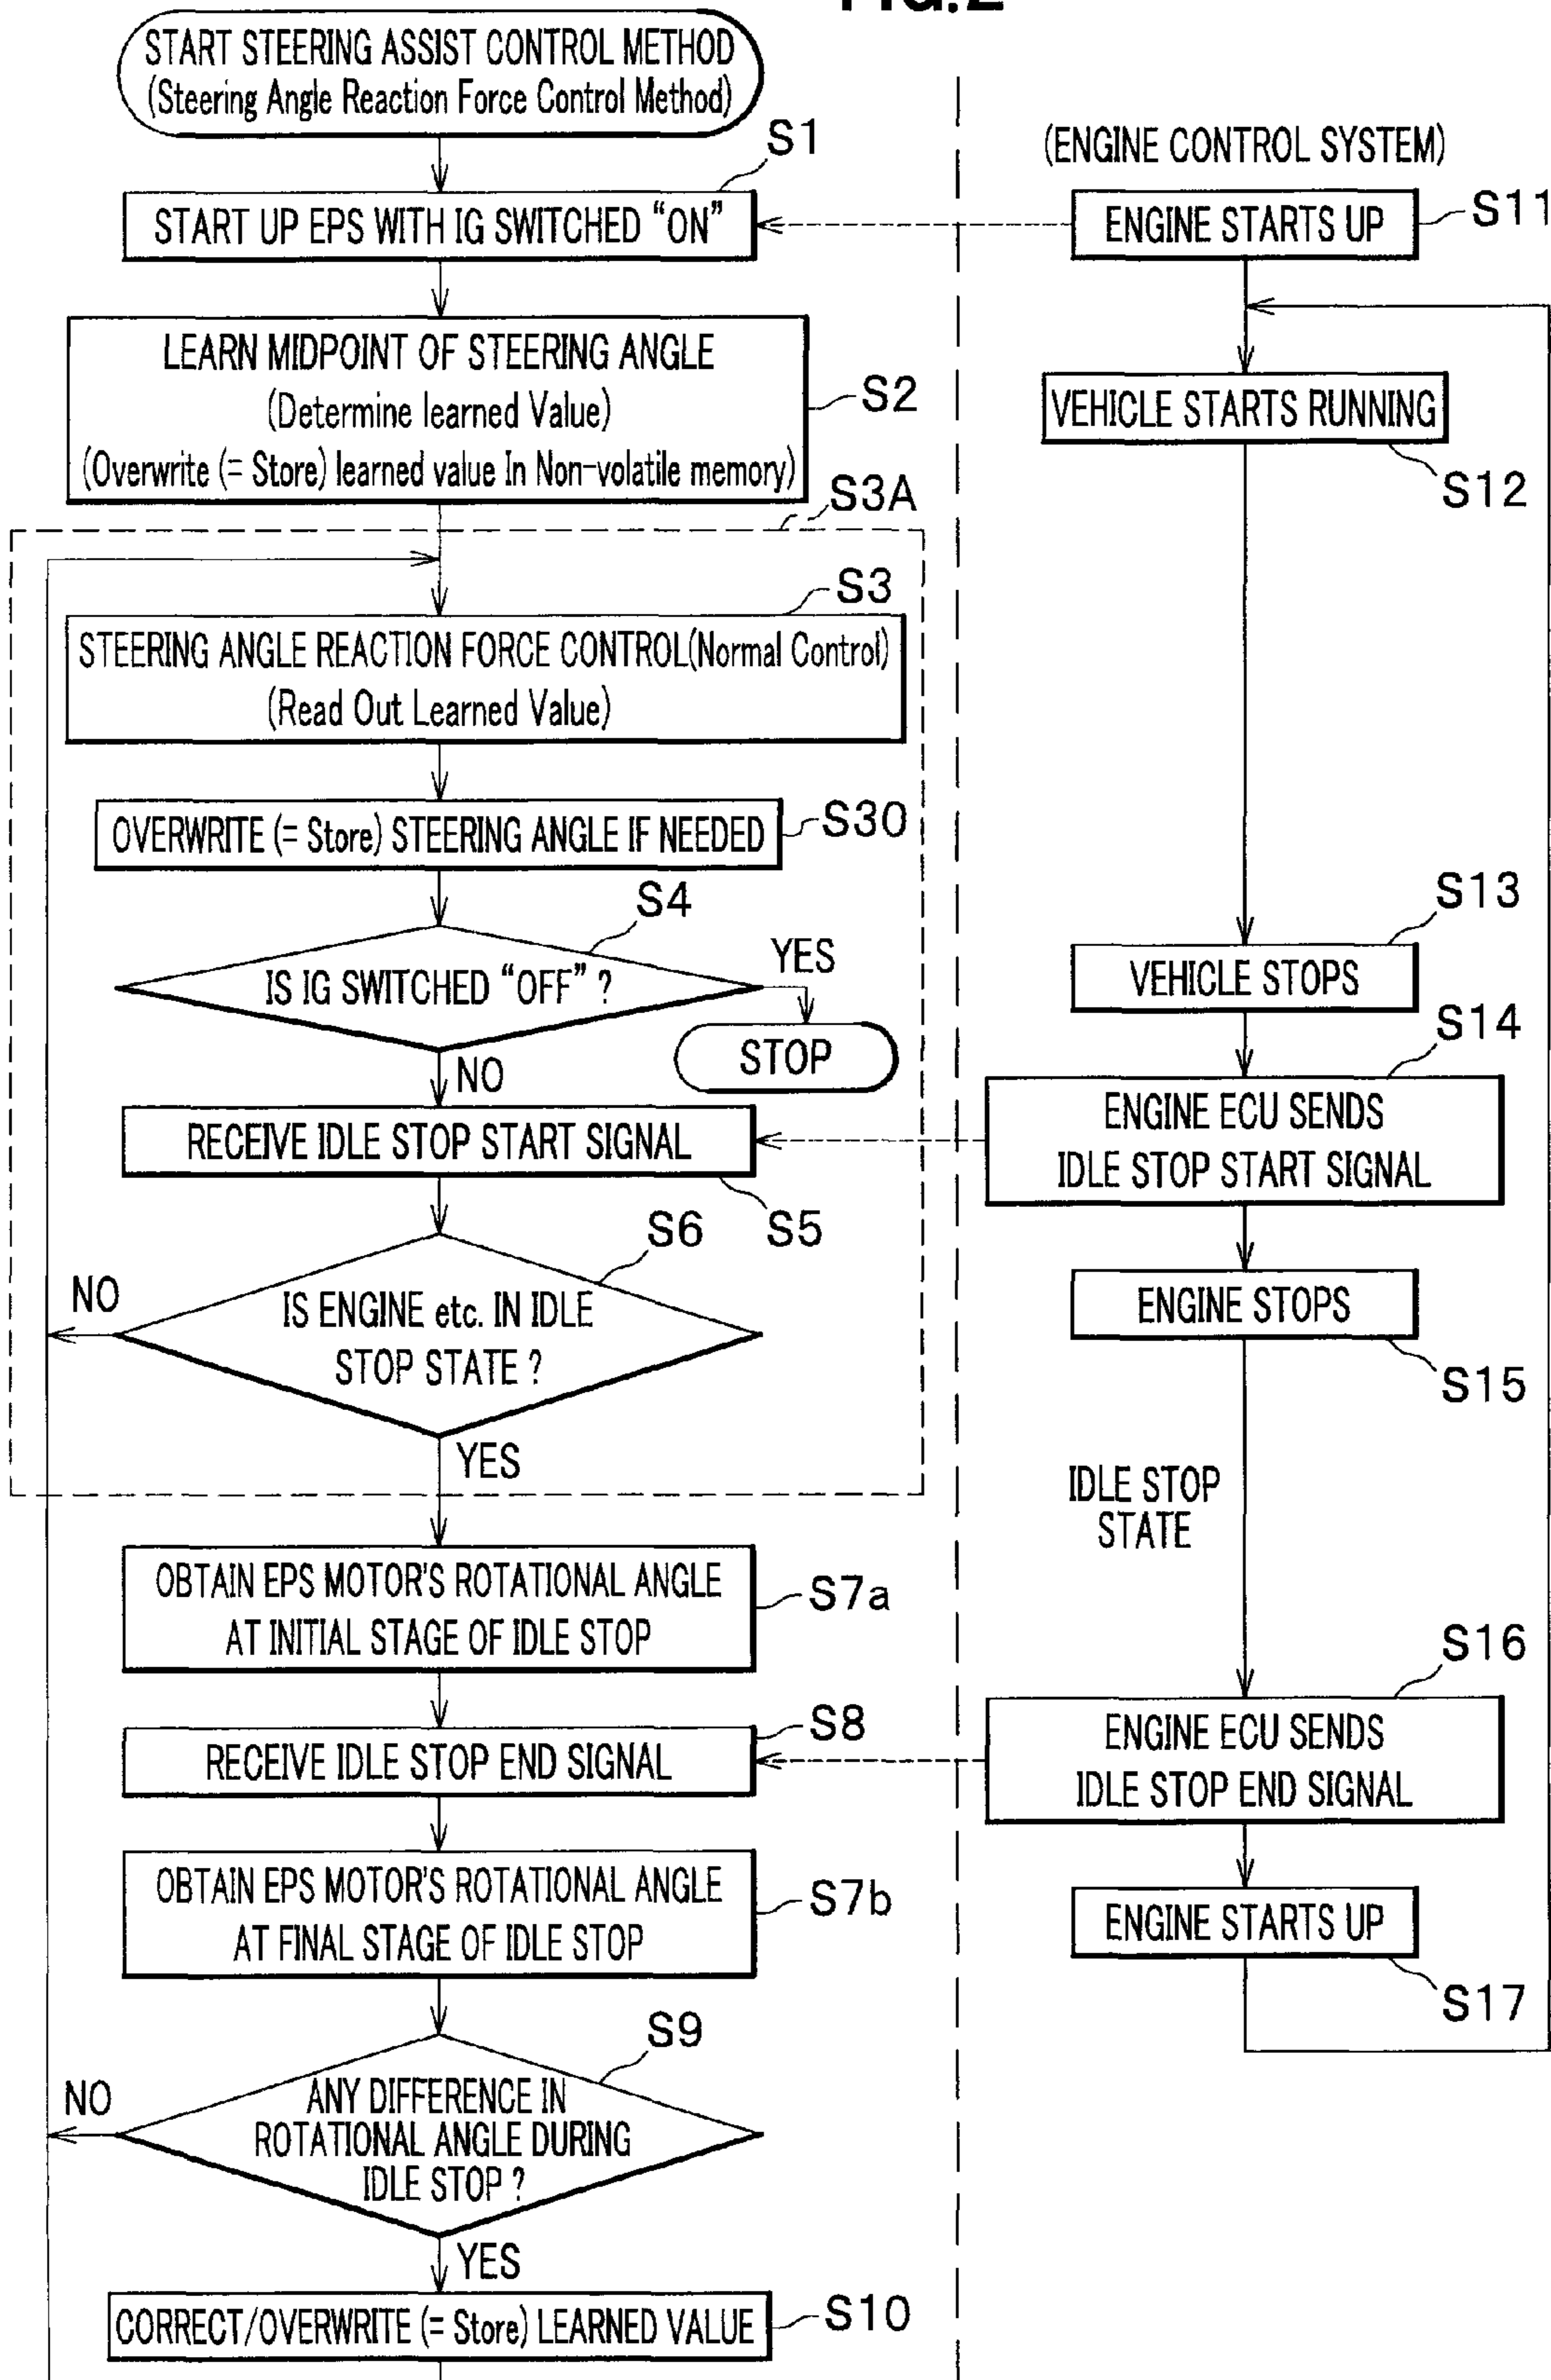 FIG.2
START STEERING ASSIST CONTROL METHOD
(Steering Angle Reaction Force Control Method)
S1
START UP EPS WITH IG SWITCHED “ON”
LEARN MIDPOINT OF STEERING ANGLE
(Determine learned Value)
(Overwrite (= Store) learned value In Non-volatile memory)
S2
S3A
S3
STEERING ANGLE REACTION FORCE CONTROL(Normal Control)
(Read Out Learned Value)
OVERWRITE (= Store) STEERING ANGLE IF NEEDED
S30
S4
IS IG SWITCHED “OFF” ?
YES
STOP
NO
RECEIVE IDLE STOP START SIGNAL
S5
S6
IS ENGINE etc. IN IDLE
STOP STATE ?
NO
YES
OBTAIN EPS MOTOR'S ROTATIONAL ANGLE
AT INITIAL STAGE OF IDLE STOP
S7a
S8
RECEIVE IDLE STOP END SIGNAL
OBTAIN EPS MOTOR'S ROTATIONAL ANGLE
AT FINAL STAGE OF IDLE STOP
S7b
S9
ANY DIFFERENCE IN
ROTATIONAL ANGLE DURING
IDLE STOP ?
NO
YES
CORRECT/OVERWRITE (= Store) LEARNED VALUE
S10
(ENGINE CONTROL SYSTEM)
ENGINE STARTS UP
S11
VEHICLE STARTS RUNNING
S12
S13
VEHICLE STOPS
S14
ENGINE ECU SENDS
IDLE STOP START SIGNAL
ENGINE STOPS
S15
IDLE STOP
STATE
S16
ENGINE ECU SENDS
IDLE STOP END SIGNAL
ENGINE STARTS UP
S17